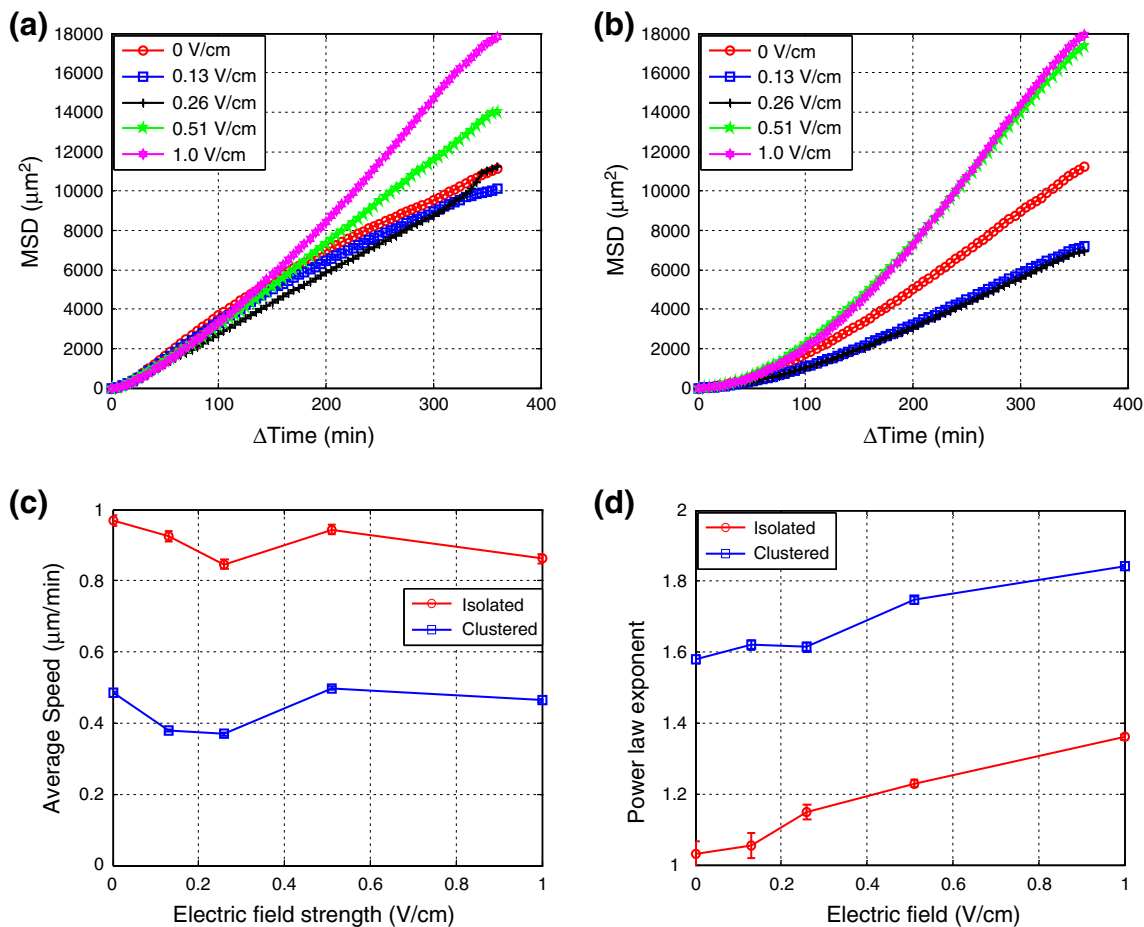 (a)
18000
16000
14000
12000
10000
8000
6000
4000
2000
0
MSD (μm²)
0 V/cm
0.13 V/cm
0.26 V/cm
0.51 V/cm
1.0 V/cm
0 100 200 300 400
ΔTime (min)
(b)
18000
16000
14000
12000
10000
8000
6000
4000
2000
0
MSD (μm²)
0 V/cm
0.13 V/cm
0.26 V/cm
0.51 V/cm
1.0 V/cm
0 100 200 300 400
ΔTime (min)
(c)
1
0.8
0.6
0.4
0.2
0
Average Speed (μm/min)
Isolated
Clustered
0 0.2 0.4 0.6 0.8 1
Electric field strength (V/cm)
(d)
2
1.8
1.6
1.4
1.2
1
Power law exponent
Isolated
Clustered
0 0.2 0.4 0.6 0.8 1
Electric field (V/cm)